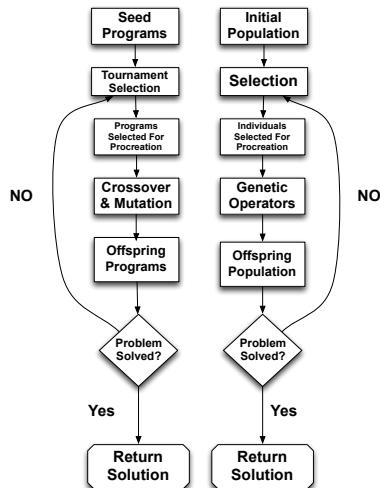 Seed
Programs
Tournament
Selection
Programs
Selected For
Procreation
Crossover
& Mutation
Offspring
Programs
Problem
Solved?
NO
Yes
Return
Solution
Initial
Population
Selection
Individuals
Selected For
Procreation
Genetic
Operators
Offspring
Population
Problem
Solved?
NO
Yes
Return
Solution